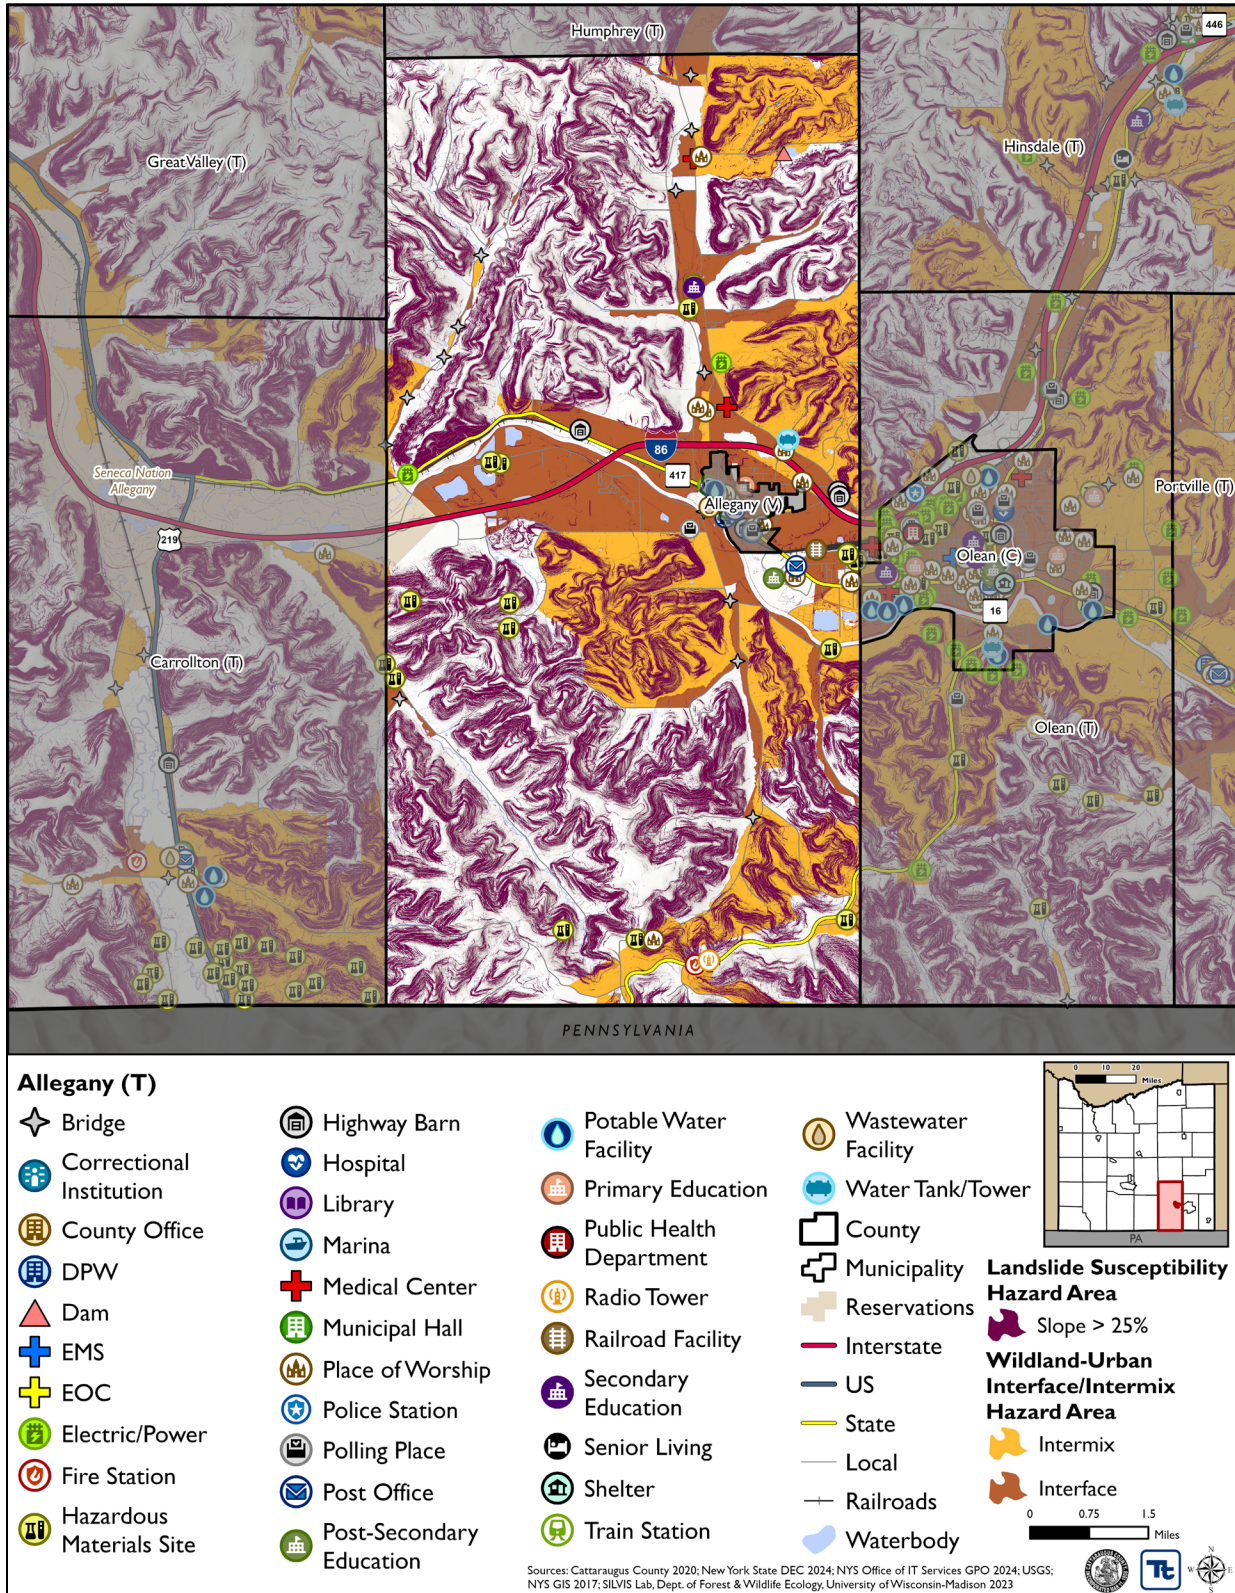 Humphrey (T)
446
Great Valley (T)
Hinsdale (T)
Seneca Nation
Allegany
86
417
Allegany (V)
Portville (T)
219
Olean (C)
16
Carrollton (T)
Olean (T)
PENNSYLVANIA
Allegany (T)
Bridge
Correctional
Institution
County Office
DPW
Dam
EMS
EOC
Electric/Power
Fire Station
Hazardous
Materials Site
Highway Barn
Hospital
Library
Marina
Medical Center
Municipal Hall
Place of Worship
Police Station
Polling Place
Post Office
Post-Secondary
Education
Potable Water
Facility
Primary Education
Public Health
Department
Radio Tower
Railroad Facility
Secondary
Education
Senior Living
Shelter
Train Station
Wastewater
Facility
Water Tank/Tower
County
Municipality
Reservations
Interstate
US
State
Local
Railroads
Waterbody
0 10 20
Miles
PA
Landslide Susceptibility
Hazard Area
Slope > 25%
Wildland-Urban
Interface/Intermix
Hazard Area
Intermix
Interface
0 0.75 1.5
Miles
Tt
N
W E
S
Sources: Cattaraugus County 2020; New York State DEC 2024; NYS Office of IT Services GPO 2024; USGS;
NYS GIS 2017; SILVIS Lab, Dept. of Forest & Wildlife Ecology, University of Wisconsin-Madison 2023